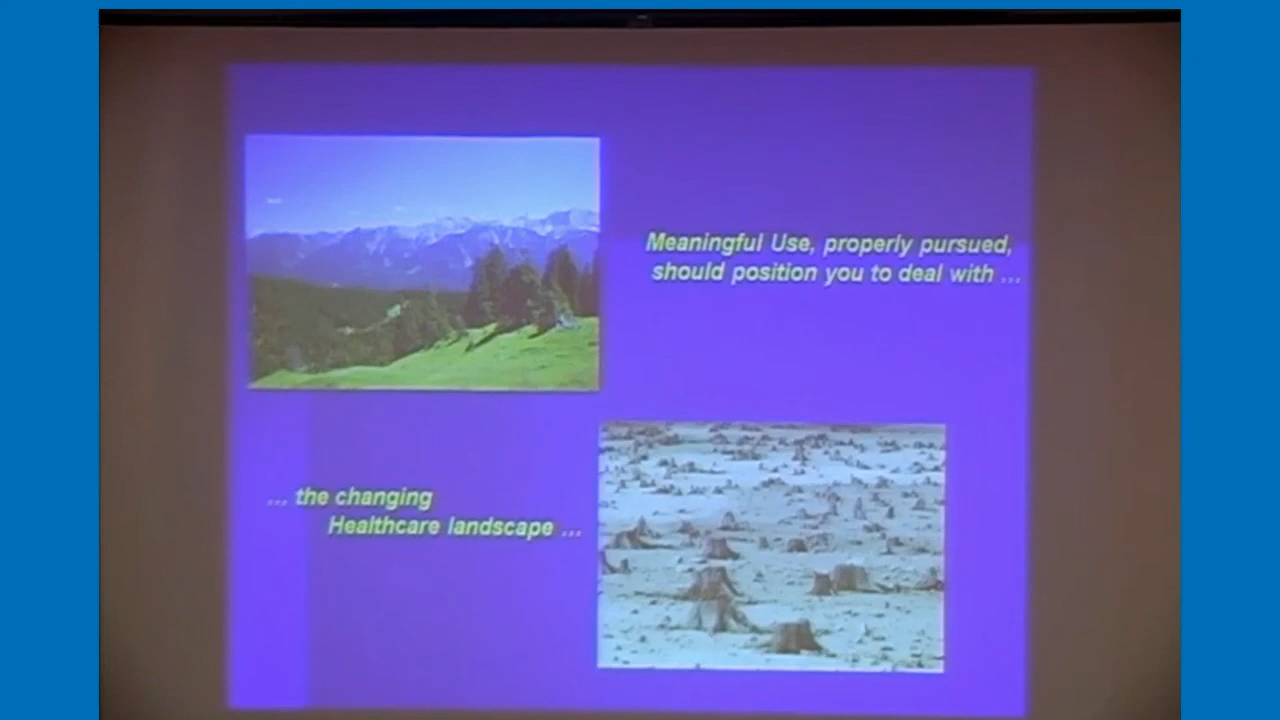 Meaningful Use, properly pursued,
should position you to deal with ...
... the changing
Healthcare landscape ...